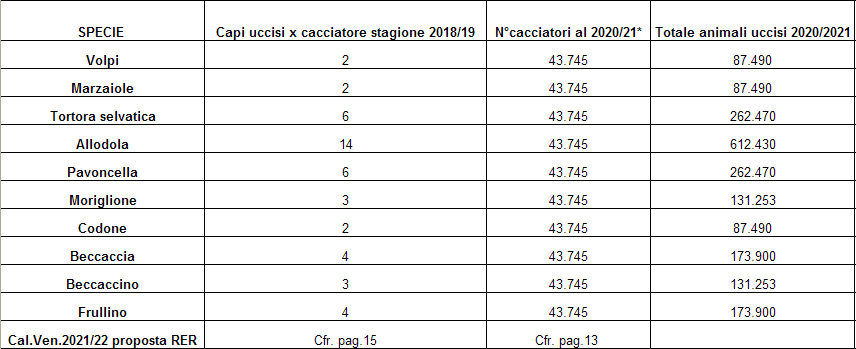 SPECIE Capi uccisi x cacciatore stagione 2018/19 N°cacciatori al 2020/21* Totale animali uccisi 2020/2021
Volpi 2 43.745 87.490
Marzaiole 2 43.745 87.490
Tortora selvatica 6 43.745 262.470
Allodola 14 43.745 612.430
Pavoncella 6 43.745 262.470
Moriglione 3 43.745 131.253
Codone 2 43.745 87.490
Beccaccia 4 43.745 173.900
Beccaccino 3 43.745 131.253
Frullino 4 43.745 173.900
Cal.Ven.2021/22 proposta RER Cfr. pag.15 Cfr. pag.13